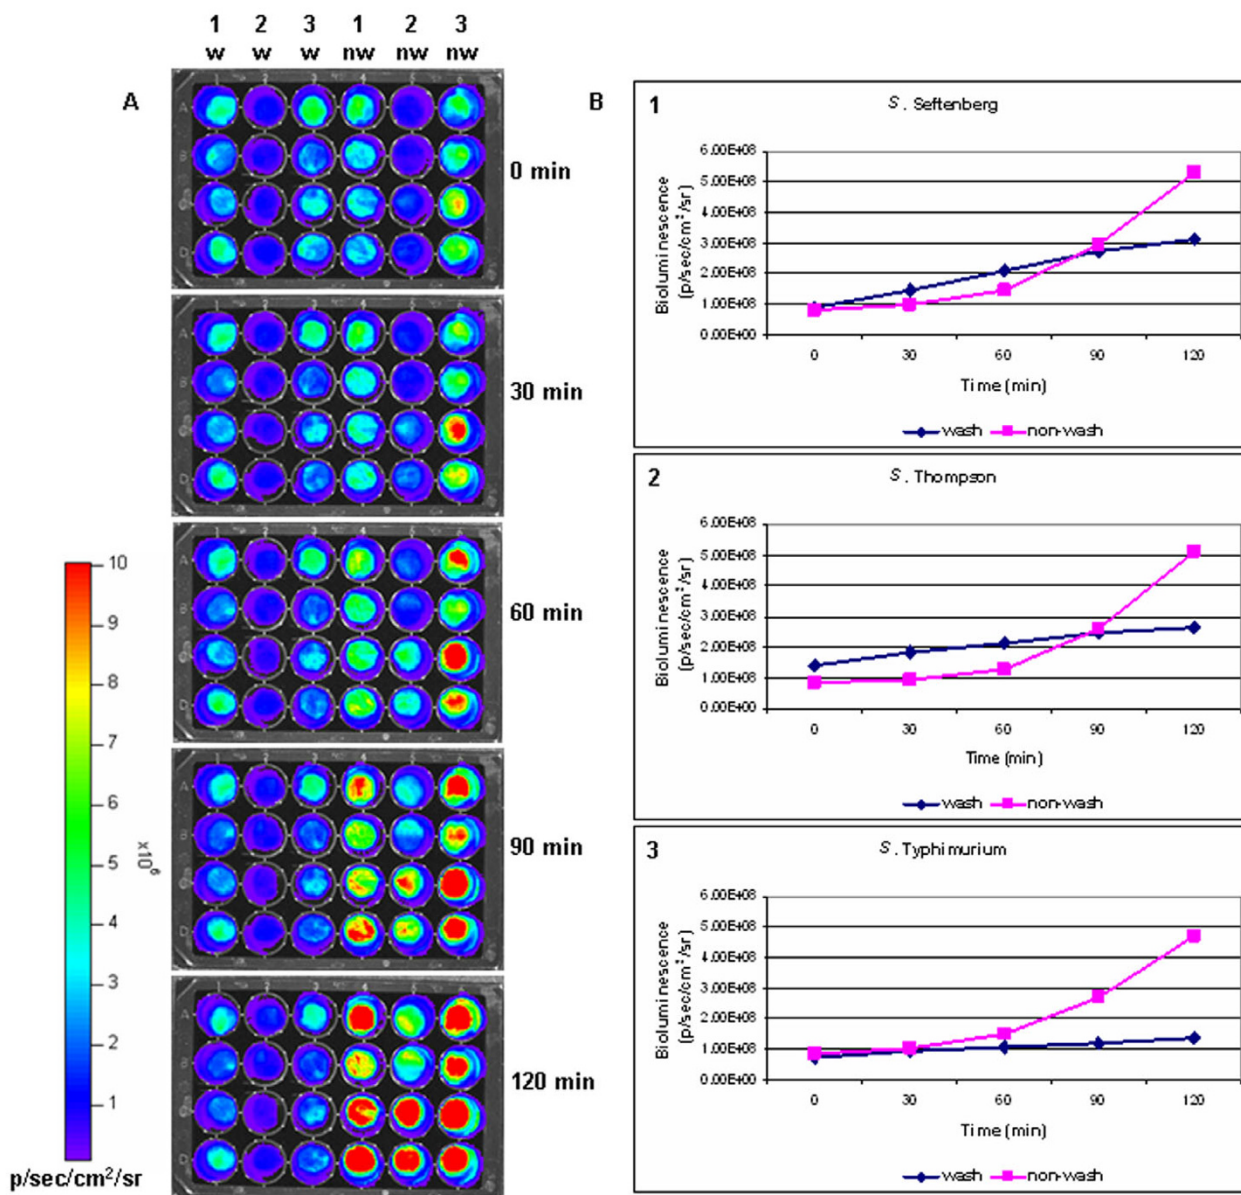 1 2 3 1 2 3
w w w nw nw nw
A
0 min
30 min
60 min
90 min
120 min
10
9
8
7
6
5
4
3
2
1
x10⁶
p/sec/cm²/sr
B
1
S. Seftenberg
Bioluminescence
(p/sec/cm²/sr)
6.00E+08
5.00E+08
4.00E+08
3.00E+08
2.00E+08
1.00E+08
0.00E+00
0 30 60 90 120
Time (min)
wash non-wash
2
S. Thompson
Bioluminescence
(p/sec/cm²/sr)
6.00E+08
5.00E+08
4.00E+08
3.00E+08
2.00E+08
1.00E+08
0.00E+00
0 30 60 90 120
Time (min)
wash non-wash
3
S. Typhimurium
Bioluminescence
(p/sec/cm²/sr)
6.00E+08
5.00E+08
4.00E+08
3.00E+08
2.00E+08
1.00E+08
0.00E+00
0 30 60 90 120
Time (min)
wash non-wash